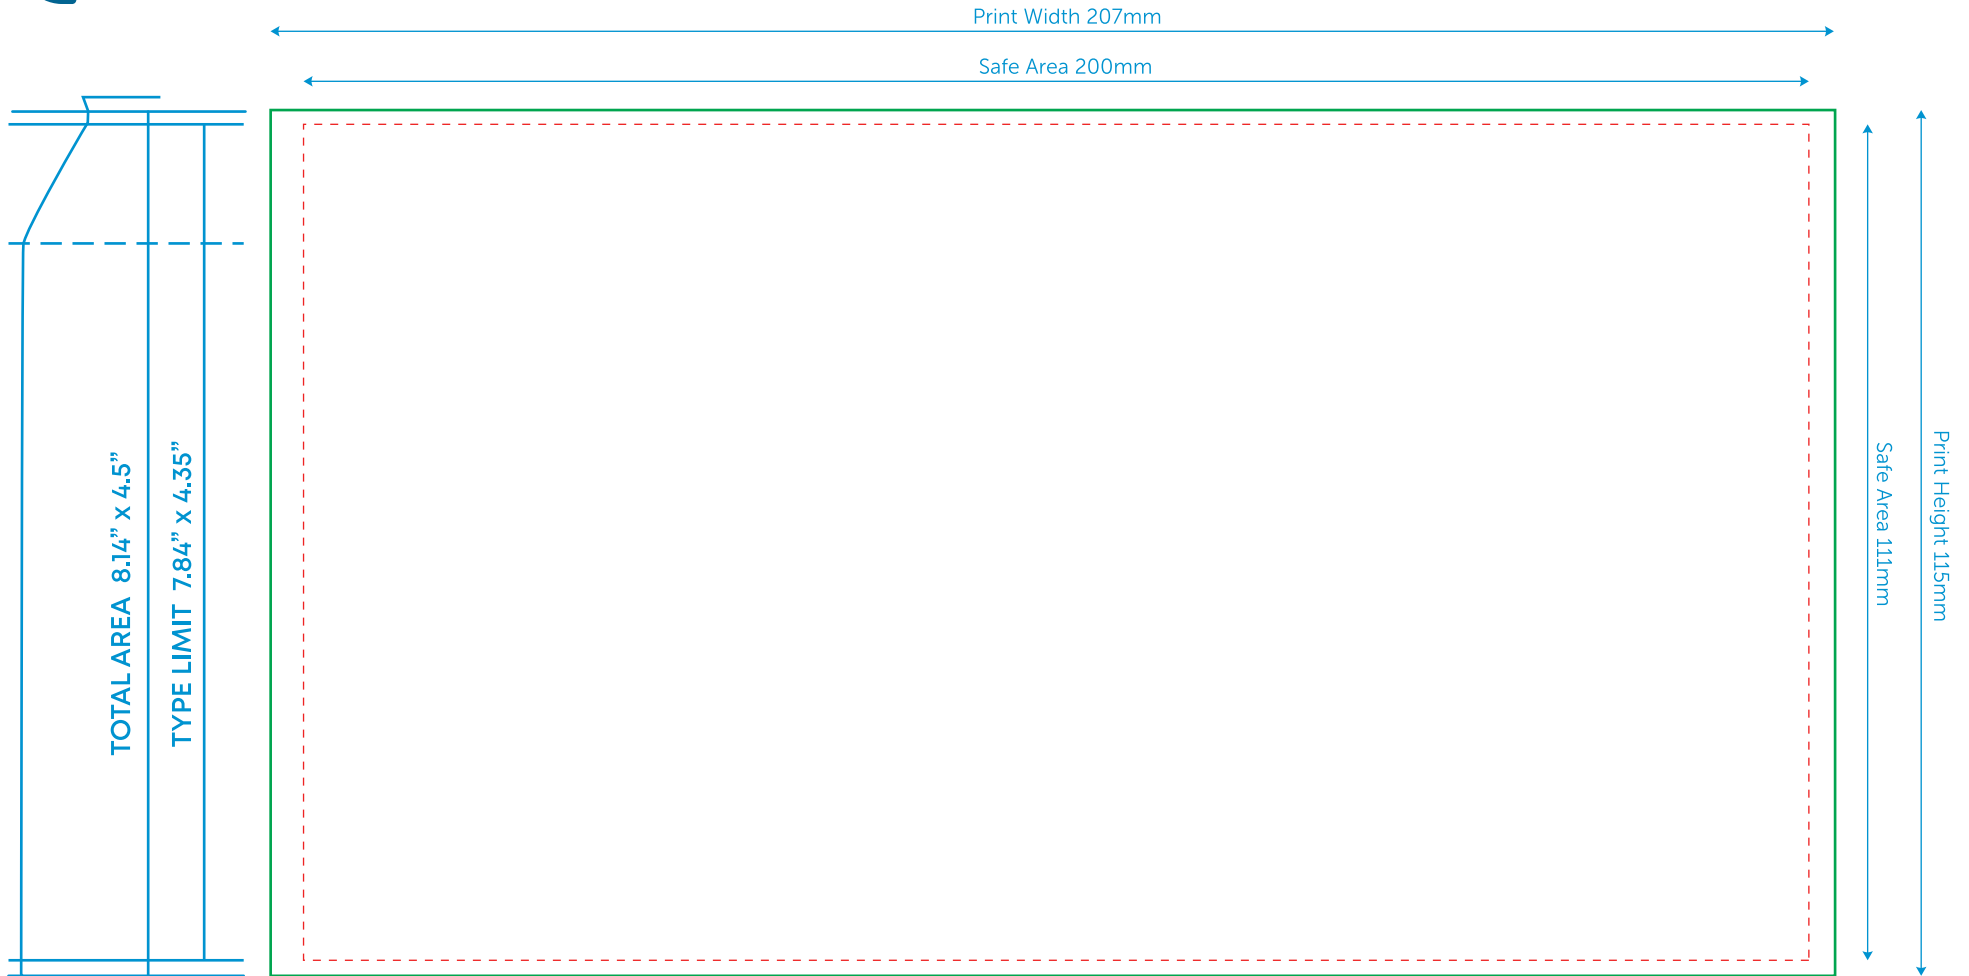 Print Width 207mm
Safe Area 200mm
TOTAL AREA 8.14” x 4.5”
TYPE LIMIT 7.84” x 4.35”
Safe Area 111mm
Print Height 115mm